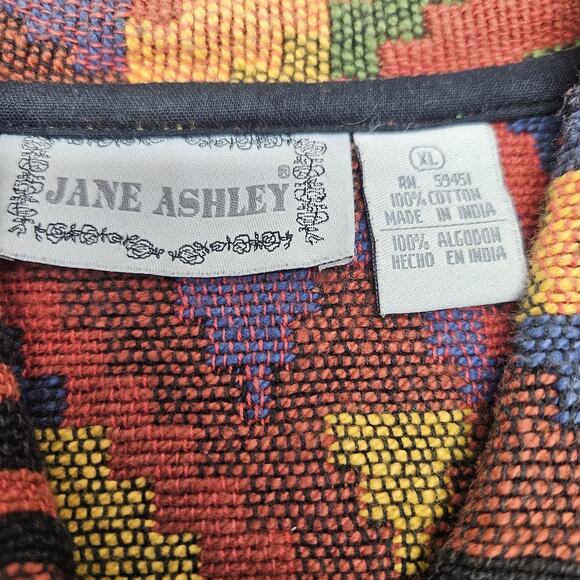 JANE ASHLEY®
XL
RN. 59451
100% COTTON
MADE IN INDIA
100% ALGODON
HECHO EN INDIA